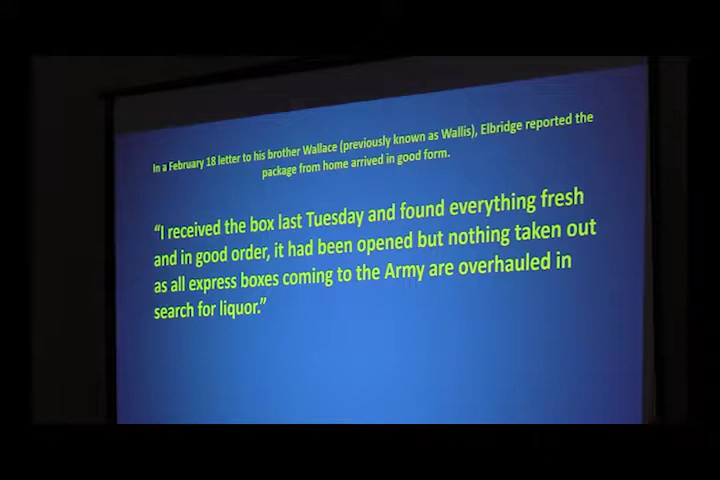 In a February 18 letter to his brother Wallace (previously known as Wallis), Elbridge reported the
package from home arrived in good form.
“I received the box last Tuesday and found everything fresh
and in good order, it had been opened but nothing taken out
as all express boxes coming to the Army are overhauled in
search for liquor.”